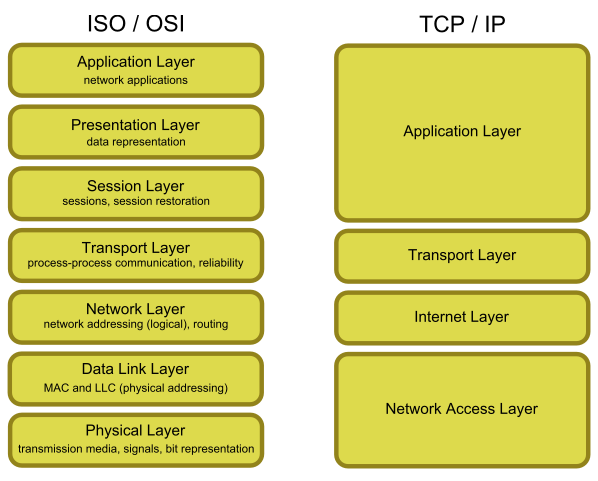 ISO / OSI
Application Layer
network applications
Presentation Layer
data representation
Session Layer
sessions, session restoration
Transport Layer
process-process communication, reliability
Network Layer
network addressing (logical), routing
Data Link Layer
MAC and LLC (physical addressing)
Physical Layer
transmission media, signals, bit representation
TCP / IP
Application Layer
Transport Layer
Internet Layer
Network Access Layer